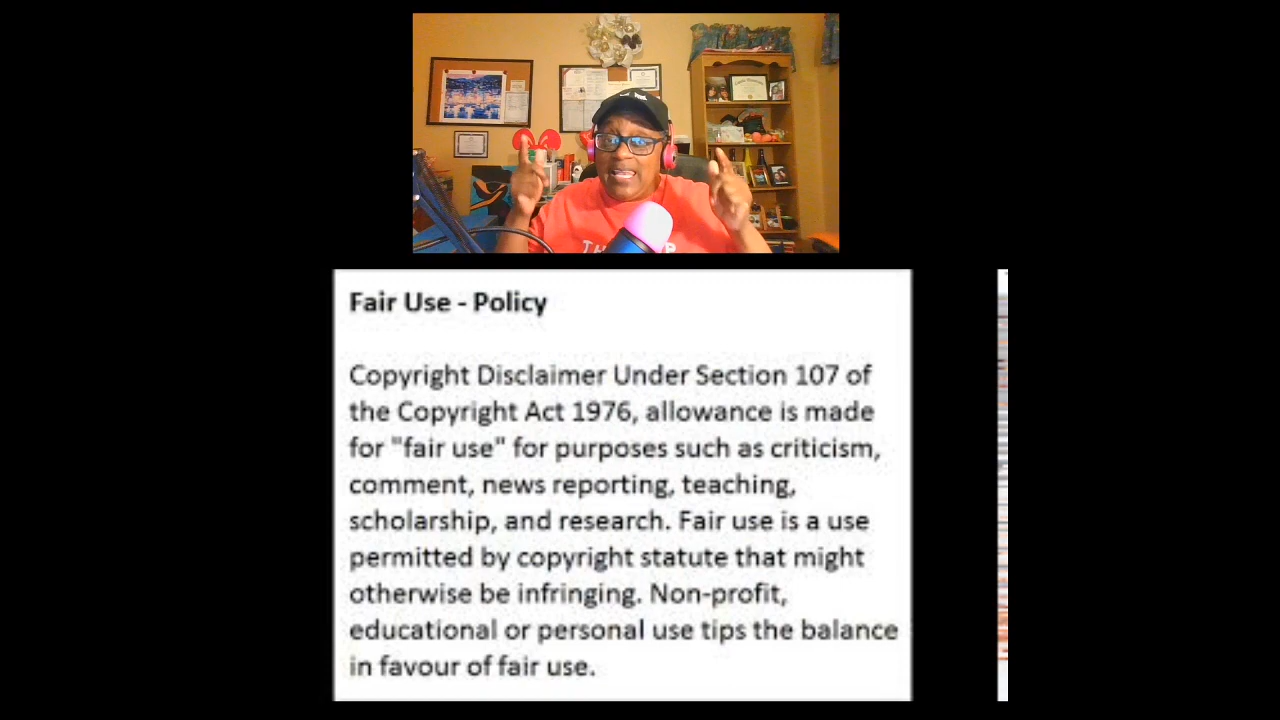 Fair Use - Policy
Copyright Disclaimer Under Section 107 of
the Copyright Act 1976, allowance is made
for "fair use" for purposes such as criticism,
comment, news reporting, teaching,
scholarship, and research. Fair use is a use
permitted by copyright statute that might
otherwise be infringing. Non-profit,
educational or personal use tips the balance
in favour of fair use.